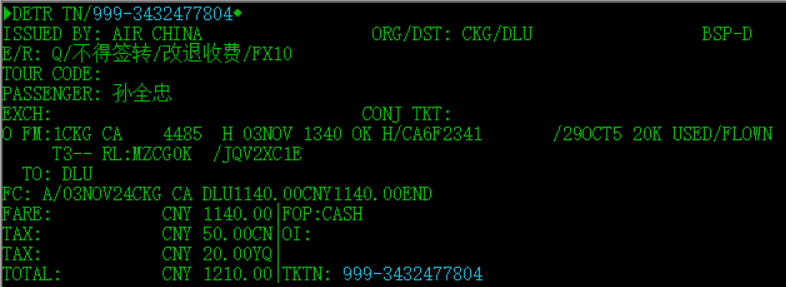 ▶DETR TN/999-3432477804◆
ISSUED BY: AIR CHINA ORG/DST: CKG/DLU BSP-D
E/R: Q/不得签转/改退收费/FX10
TOUR CODE:
PASSENGER: 孙全忠
EXCH: CONJ TKT:
O FM:1CKG CA 4485 H 03NOV 1340 OK H/CA6F2341 /29OCT5 20K USED/FLOWN
T3-- RL:MZCG0K /JQV2XC1E
TO: DLU
FC: A/03NOV24CKG CA DLU1140.00CNY1140.00END
FARE: CNY 1140.00|FOP:CASH
TAX: CNY 50.00CN|OI:
TAX: CNY 20.00YQ|
TOTAL: CNY 1210.00|TKTN: 999-3432477804